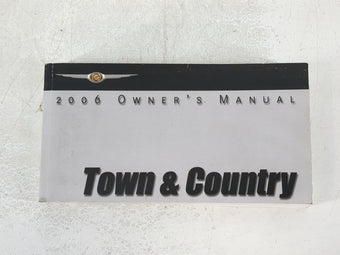 2006 OWNER'S MANUAL
Town & Country